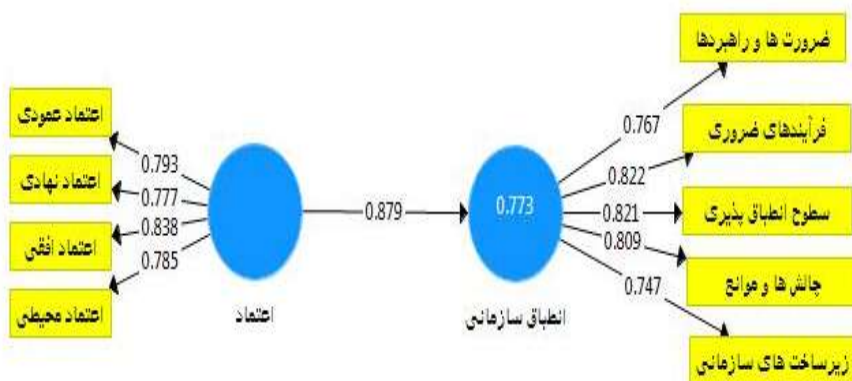 ضرورت ها و راهبردها
فرآیندهای ضروری
سطوح انطباق پذیری
چالش ها و موانع
زیرساخت های سازمانی
0.767
0.822
0.821
0.809
0.747
0.773
انطباق سازمانی
0.879
اعتماد
0.793
0.777
0.838
0.785
اعتماد عمودی
اعتماد نهادی
اعتماد افقی
اعتماد محیطی